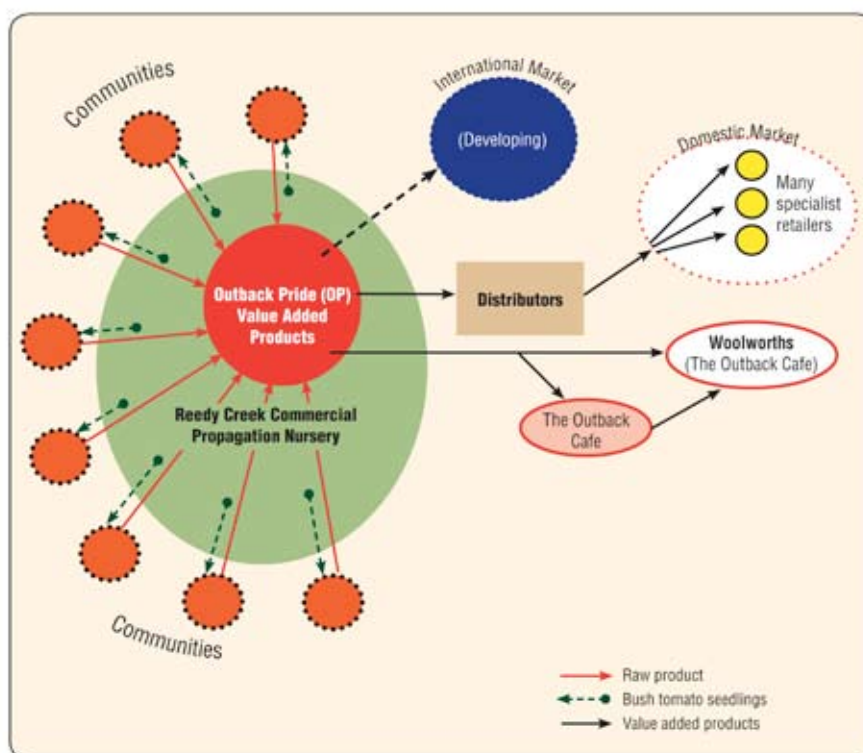 Communities
International Market
(Developing)
Domestic Market
Many
specialist
retailers
Outback Pride (OP)
Value Added
Products
Distributors
Woolworths
(The Outback Cafe)
The Outback
Cafe
Reedy Creek Commercial
Propagation Nursery
Communities
Raw product
Bush tomato seedlings
Value added products